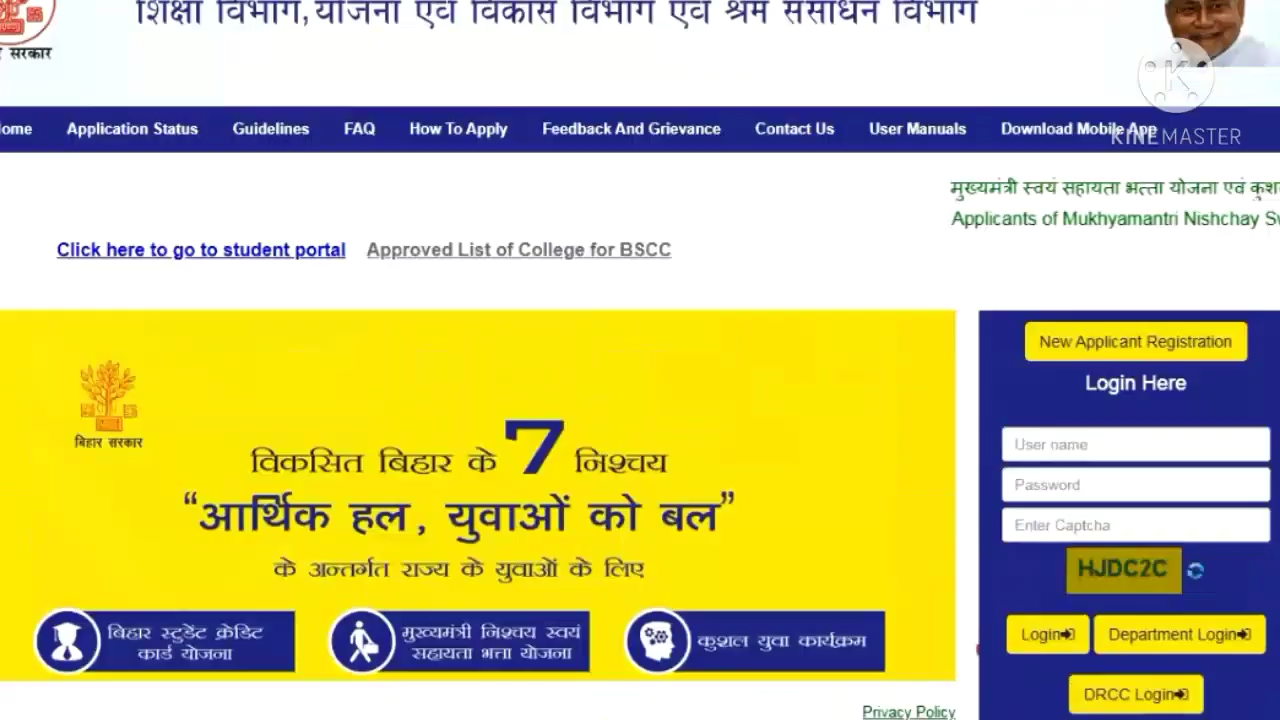 शिक्षा विभाग, योजना एवं विकास विभाग एवं श्रम संसाधन विभाग
सरकार
Application Status Guidelines FAQ How To Apply Feedback And Grievance Contact Us User Manuals Download Mobile App
K
KINEMASTER
मुख्यमंत्री स्वयं सहायता भत्ता योजना एवं
Applicants of Mukhyamantri Nishchay
Click here to go to student portal Approved List of College for BSCC
बिहार सरकार
विकसित बिहार के 7 निश्चय
“आर्थिक हल, युवाओं को बल”
के अन्तर्गत राज्य के युवाओं के लिए
बिहार स्टुडेंट क्रेडिट
कार्ड योजना
मुख्यमंत्री निश्चय स्वयं
सहायता भत्ता योजना
कुशल युवा कार्यक्रम
Privacy Policy
New Applicant Registration
Login Here
User name
Password
Enter Captcha
HJDC2C
Login Department Login
DRCC Login